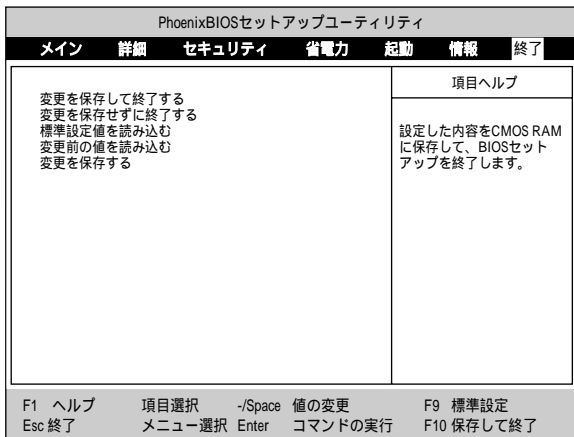 PhoenixBIOSセットアップユーティリティ
メイン 詳細 セキュリティ 省電力 起動 情報 終了
変更を保存して終了する
変更を保存せずに終了する
標準設定値を読み込む
変更前の値を読み込む
変更を保存する
項目ヘルプ
設定した内容をCMOS RAM
に保存して、BIOSセット
アップを終了します。
F1 ヘルプ 項目選択 -/Space 値の変更 F9 標準設定
Esc 終了 メニュー選択 Enter コマンドの実行 F10 保存して終了